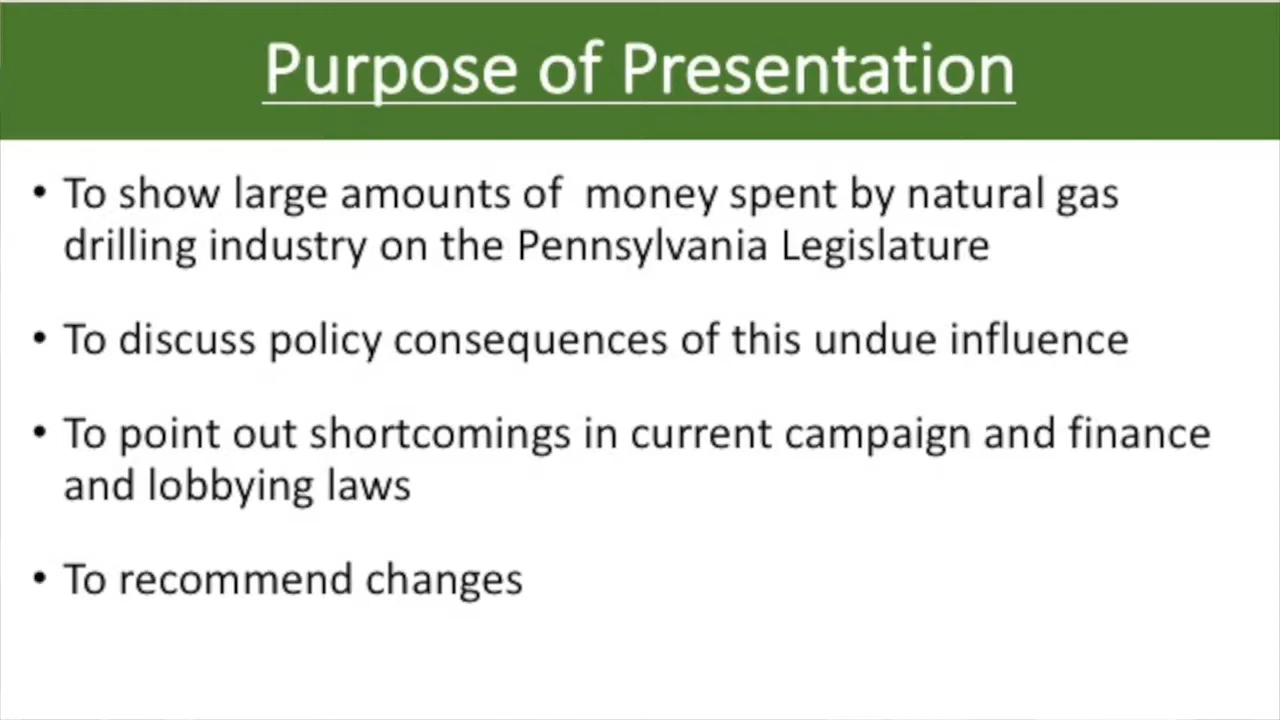 Purpose of Presentation
• To show large amounts of  money spent by natural gas
drilling industry on the Pennsylvania Legislature
• To discuss policy consequences of this undue influence
• To point out shortcomings in current campaign and finance
and lobbying laws
• To recommend changes